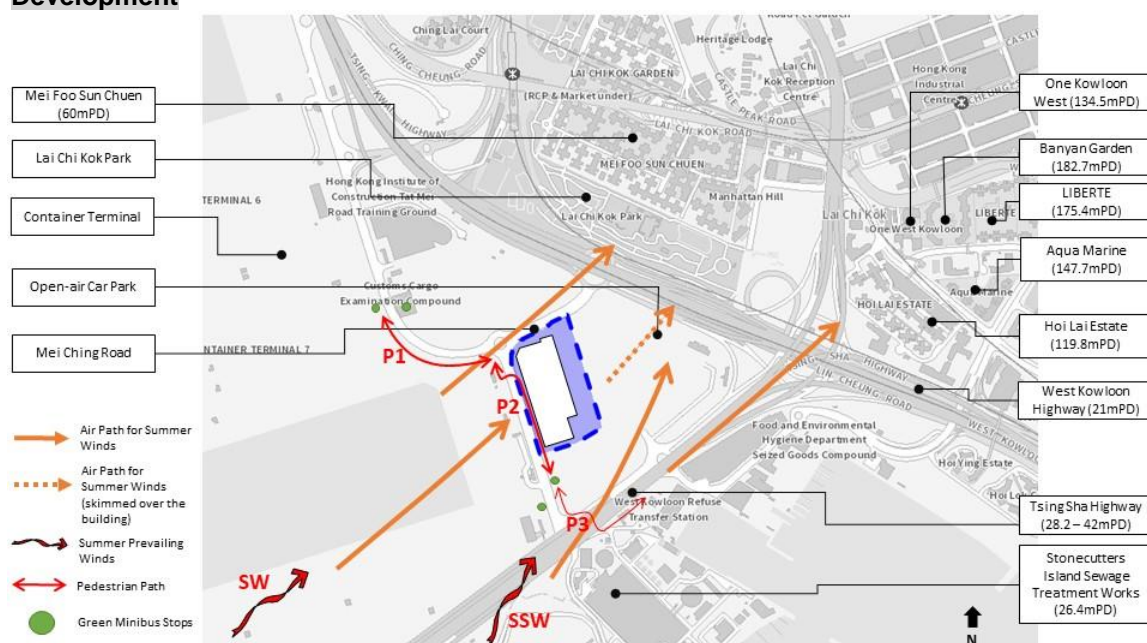 Development
Mei Foo Sun Chuen
(60mPD)
Lai Chi Kok Park
Container Terminal
Open-air Car Park
Mei Ching Road
Air Path for Summer
Winds
Air Path for
Summer Winds
(skimmed over the
building)
Summer Prevailing
Winds
Pedestrian Path
Green Minibus Stops
Ching Lai Court
CHING CHEUNG ROAD
TSING KWAI HIGHWAY
LAI CHI KOK GARDEN
(RCP & Market under)
Heritage Lodge
Lai Chi
Kok Reception
Centre
CASTLE PEAK ROAD
LAI CHI KOK ROAD
Hong Kong
Industrial
Centre
MEI FOO SUN CHUEN
Manhattan Hill
Hong Kong Institute of
Construction Tat Mei
Road Training Ground
Lai Chi Kok Park
TERMINAL 6
Lai Chi Kok
One West Kowloon
LIBERTE
Aqua Marine
HOI LAI ESTATE
Customs Cargo
Examination Compound
NTAINER TERMINAL 7
P1
P2
P3
TSING SHA HIGHWAY
LIN CHEUNG ROAD
WEST KOWLOO
Food and Environmental
Hygiene Department
Seized Goods Compound
Hoi Ying Estate
West Kowloon Refuse
Transfer Station
SW
SSW
N
One Kowloon
West (134.5mPD)
Banyan Garden
(182.7mPD)
LIBERTE
(175.4mPD)
Aqua Marine
(147.7mPD)
Hoi Lai Estate
(119.8mPD)
West Kowloon
Highway (21mPD)
Tsing Sha Highway
(28.2 – 42mPD)
Stonecutters
Island Sewage
Treatment Works
(26.4mPD)